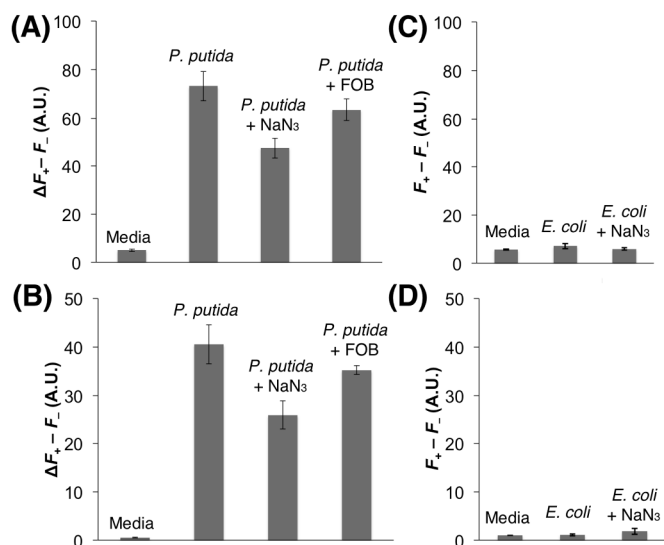 (A)
100
80
60
40
20
0
ΔF₊ – F₋ (A.U.)
Media
P. putida
P. putida
+ NaN₃
P. putida
+ FOB
(C)
100
80
60
40
20
0
F₊ – F₋ (A.U.)
Media
E. coli
E. coli
+ NaN₃
(B)
50
40
30
20
10
0
ΔF₊ – F₋ (A.U.)
Media
P. putida
P. putida
+ NaN₃
P. putida
+ FOB
(D)
50
40
30
20
10
0
F₊ – F₋ (A.U.)
Media
E. coli
E. coli
+ NaN₃